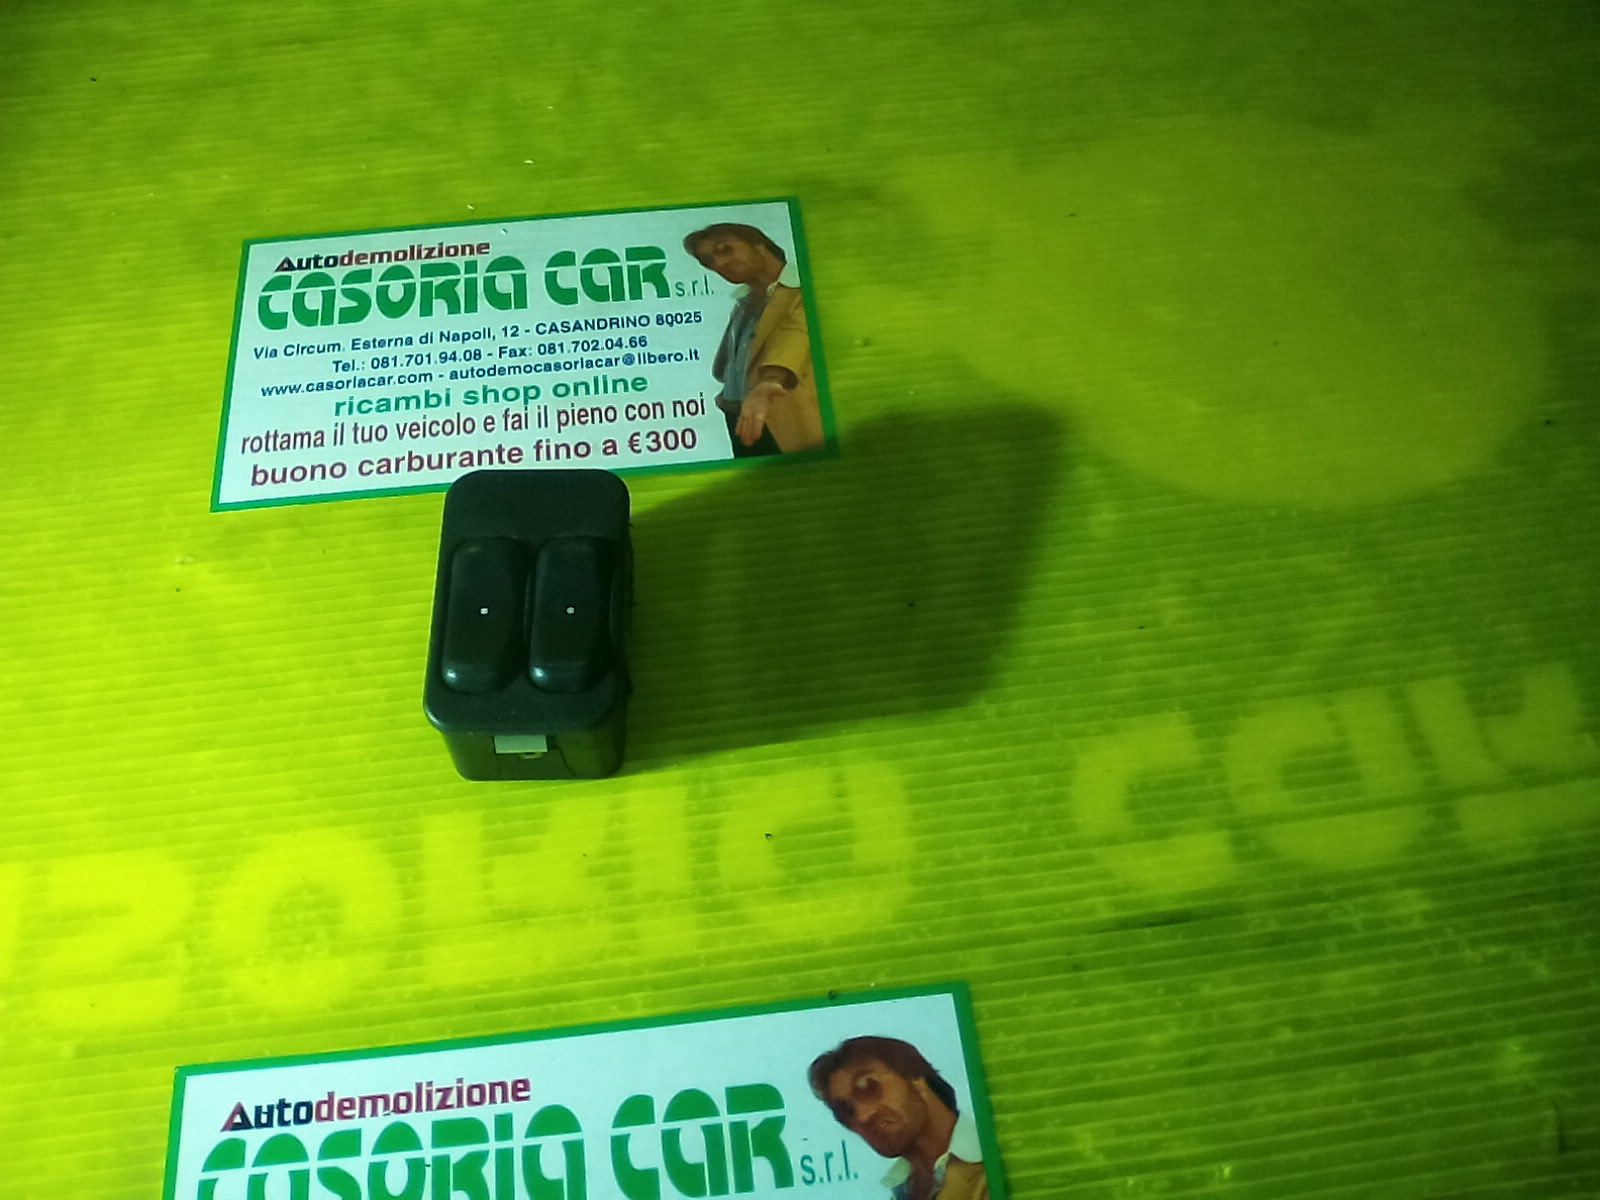 Autodemolizione
CASORIA CAR s.r.l.
Via Circum. Esterna di Napoli, 12 - CASANDRINO 80025
Tel.: 081.701.94.08 - Fax: 081.702.04.66
www.casoriacar.com - autodemocasoriacar@libero.it
ricambi shop online
rottama il tuo veicolo e fai il pieno con noi
buono carburante fino a €300
soria car
Autodemolizione
CASORIA CAR s.r.l.